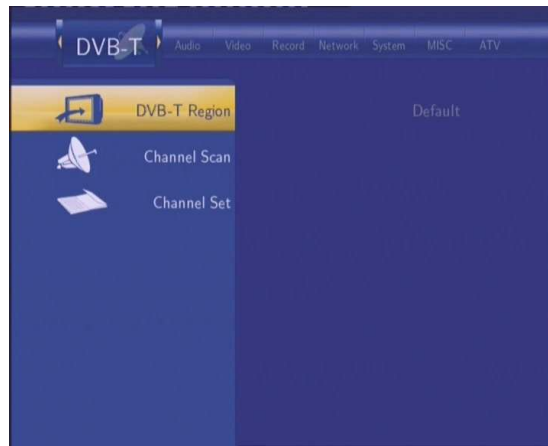 DVB-T Audio Video Record Network System MISC ATV
DVB-T Region Default
Channel Scan
Channel Set